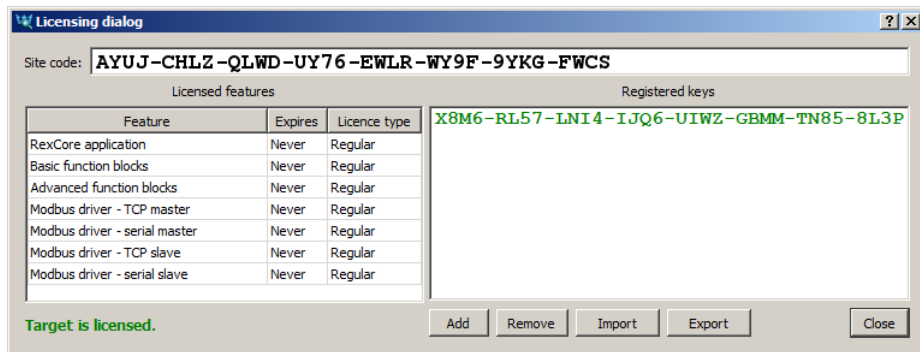 Licensing dialog
Site code: AYUJ-CHLZ-QLWD-UY76-EWLR-WY9F-9YKG-FWCS
Licensed features
Registered keys
Feature Expires Licence type
RexCore application Never Regular
Basic function blocks Never Regular
Advanced function blocks Never Regular
Modbus driver - TCP master Never Regular
Modbus driver - serial master Never Regular
Modbus driver - TCP slave Never Regular
Modbus driver - serial slave Never Regular
X8M6-RL57-LNI4-IJQ6-UIWZ-GBMM-TN85-8L3P
Target is licensed.
Add Remove Import Export Close